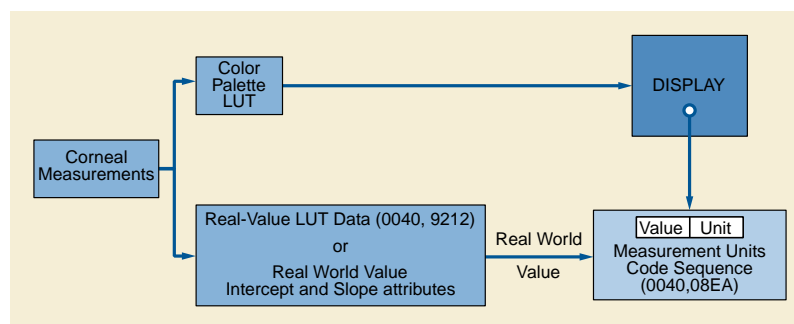 Color
Palette
LUT
DISPLAY
Corneal
Measurements
Real-Value LUT Data (0040, 9212)
or
Real World Value
Intercept and Slope attributes
Real World
Value
Value Unit
Measurement Units
Code Sequence
(0040,08EA)